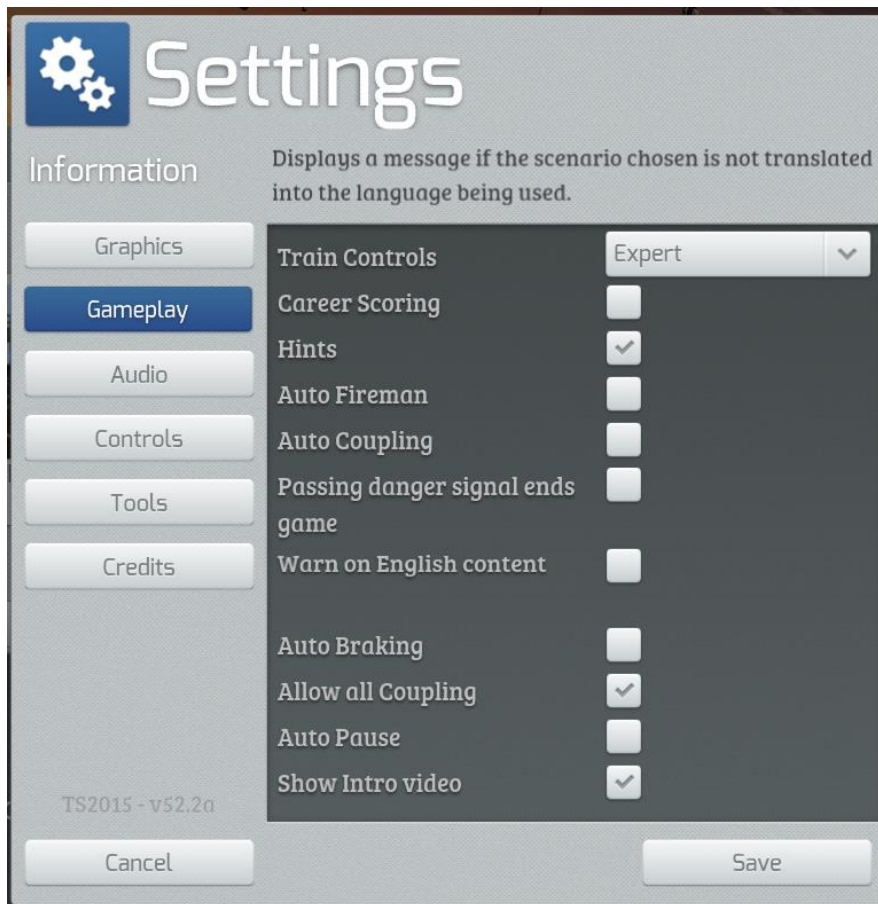 Settings
Information
Displays a message if the scenario chosen is not translated
into the language being used.
Graphics
Gameplay
Audio
Controls
Tools
Credits
Train Controls
Expert
Career Scoring
Hints
Auto Fireman
Auto Coupling
Passing danger signal ends
game
Warn on English content
Auto Braking
Allow all Coupling
Auto Pause
Show Intro video
TS2015 - v52.2a
Cancel
Save